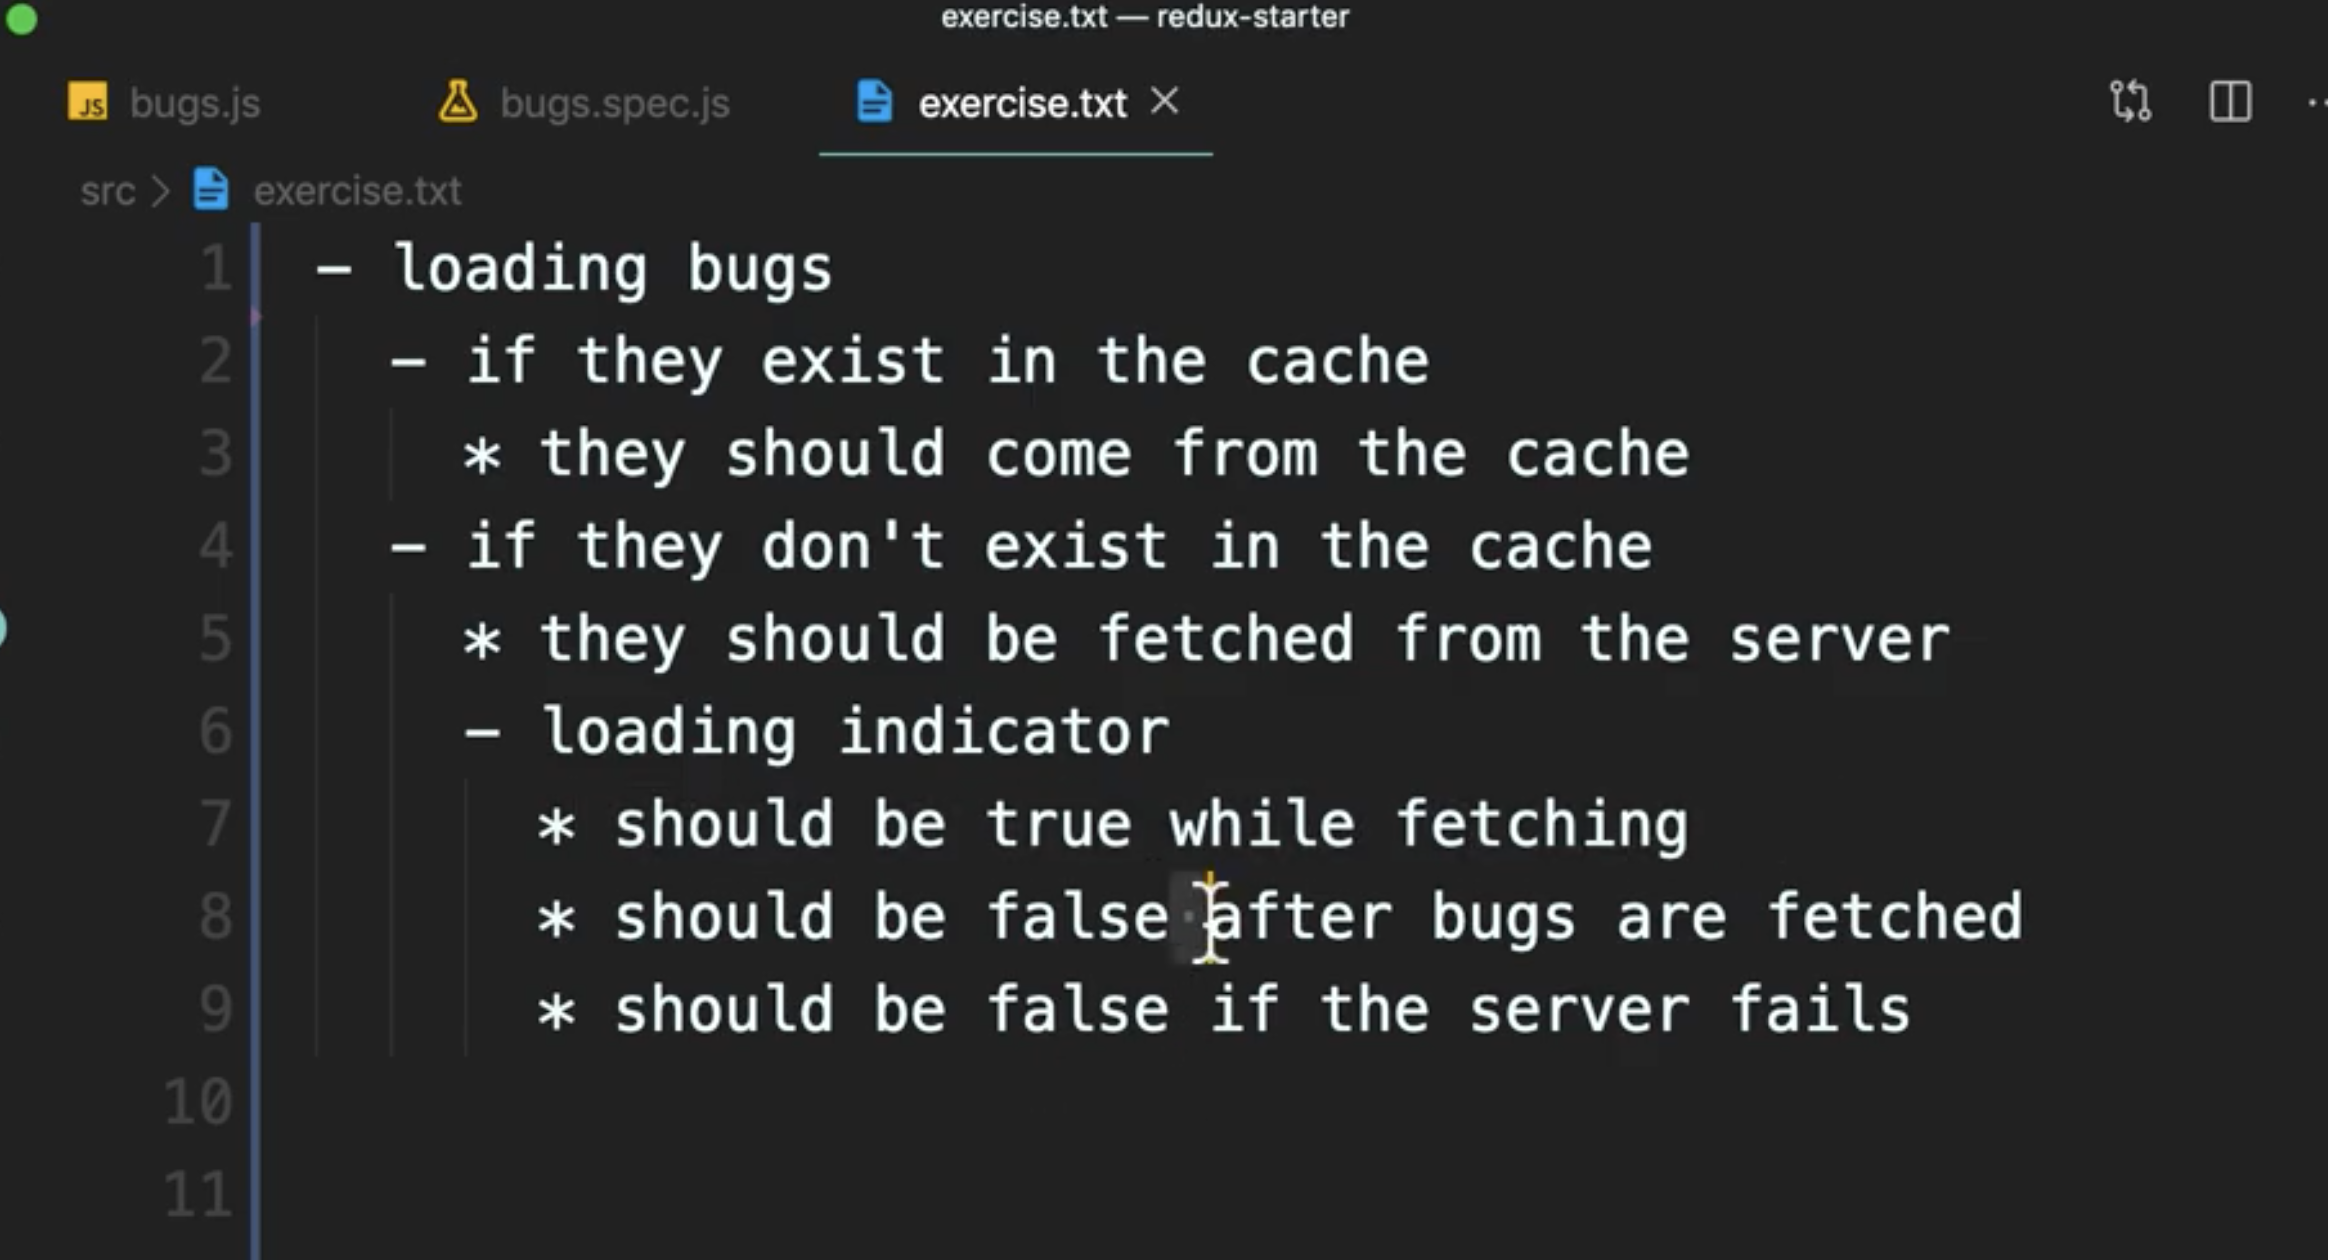 exercise.txt — redux-starter
bugs.js bugs.spec.js exercise.txt
src > exercise.txt
1 - loading bugs
2 - if they exist in the cache
3 * they should come from the cache
4 - if they don't exist in the cache
5 * they should be fetched from the server
6 - loading indicator
7 * should be true while fetching
8 * should be false after bugs are fetched
9 * should be false if the server fails
10
11